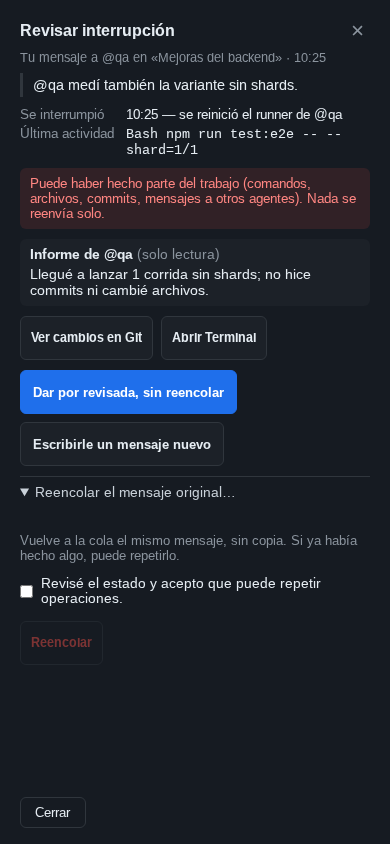 Revisar interrupción ×
Tu mensaje a @qa en «Mejoras del backend» · 10:25
@qa medí también la variante sin shards.
Se interrumpió 10:25 — se reinició el runner de @qa
Última actividad Bash npm run test:e2e -- --
shard=1/1
Puede haber hecho parte del trabajo (comandos,
archivos, commits, mensajes a otros agentes). Nada se
reenvía solo.
Informe de @qa (solo lectura)
Llegué a lanzar 1 corrida sin shards; no hice
commits ni cambié archivos.
Ver cambios en Git Abrir Terminal
Dar por revisada, sin reencolar
Escribirle un mensaje nuevo
▼ Reencolar el mensaje original…
Vuelve a la cola el mismo mensaje, sin copia. Si ya había
hecho algo, puede repetirlo.
Revisé el estado y acepto que puede repetir
operaciones.
Reencolar
Cerrar